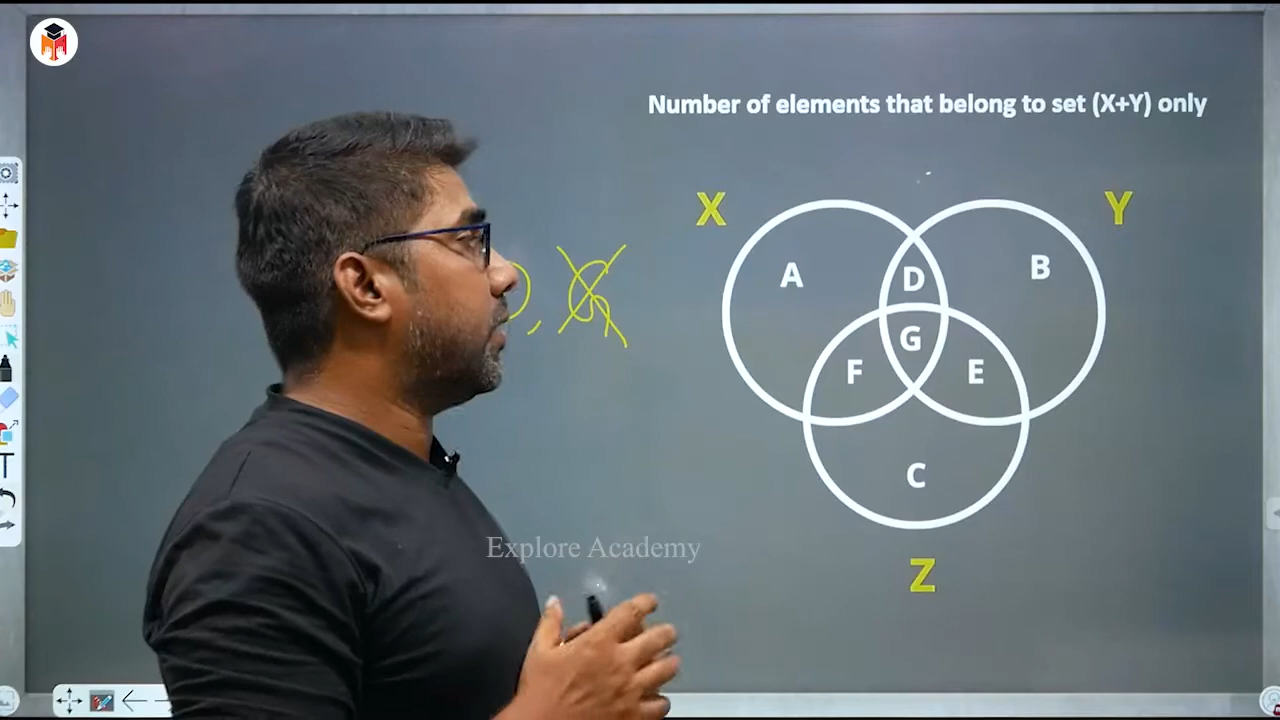 Number of elements that belong to set (X+Y) only
X
Y
A
D
B
G
F
E
C
Z
Explore Academy
T